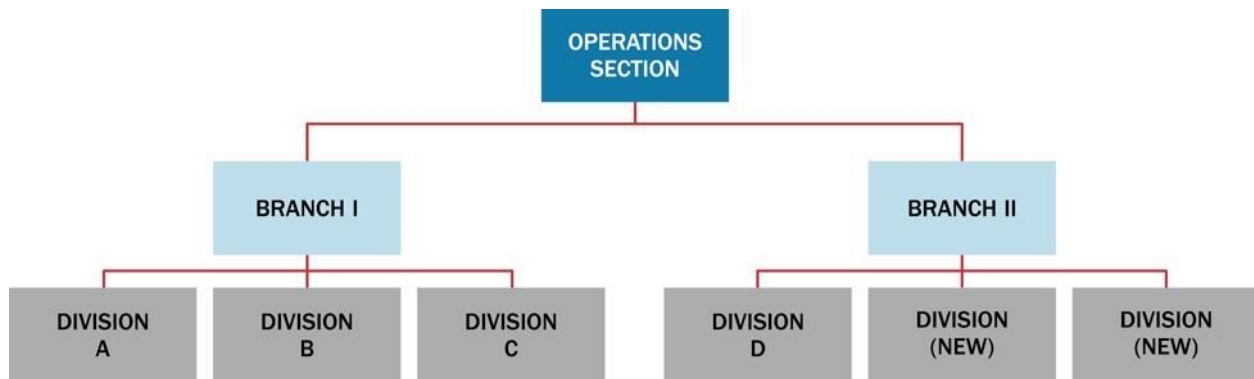 OPERATIONS
SECTION
BRANCH I
BRANCH II
DIVISION
A
DIVISION
B
DIVISION
C
DIVISION
D
DIVISION
(NEW)
DIVISION
(NEW)